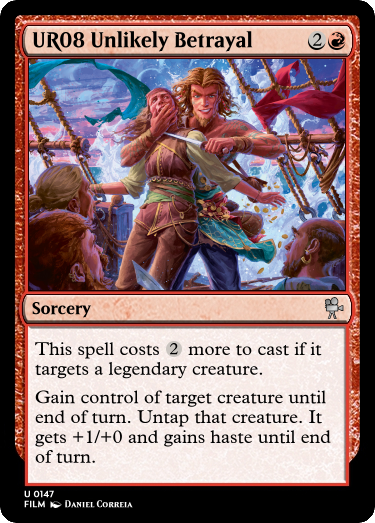 UR08 Unlikely Betrayal 2
Sorcery
This spell costs 2 more to cast if it
targets a legendary creature.
Gain control of target creature until
end of turn. Untap that creature. It
gets +1/+0 and gains haste until end
of turn.
U 0147
FILM DANIEL CORREIA